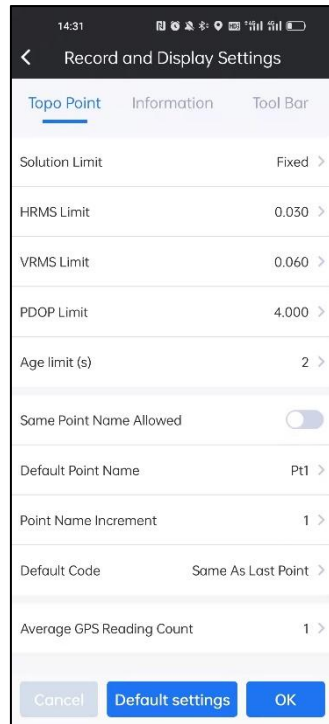 14:31
Record and Display Settings
Topo Point Information Tool Bar
Solution Limit Fixed
HRMS Limit 0.030
VRMS Limit 0.060
PDOP Limit 4.000
Age limit (s) 2
Same Point Name Allowed
Default Point Name Pt1
Point Name Increment 1
Default Code Same As Last Point
Average GPS Reading Count 1
Cancel Default settings OK